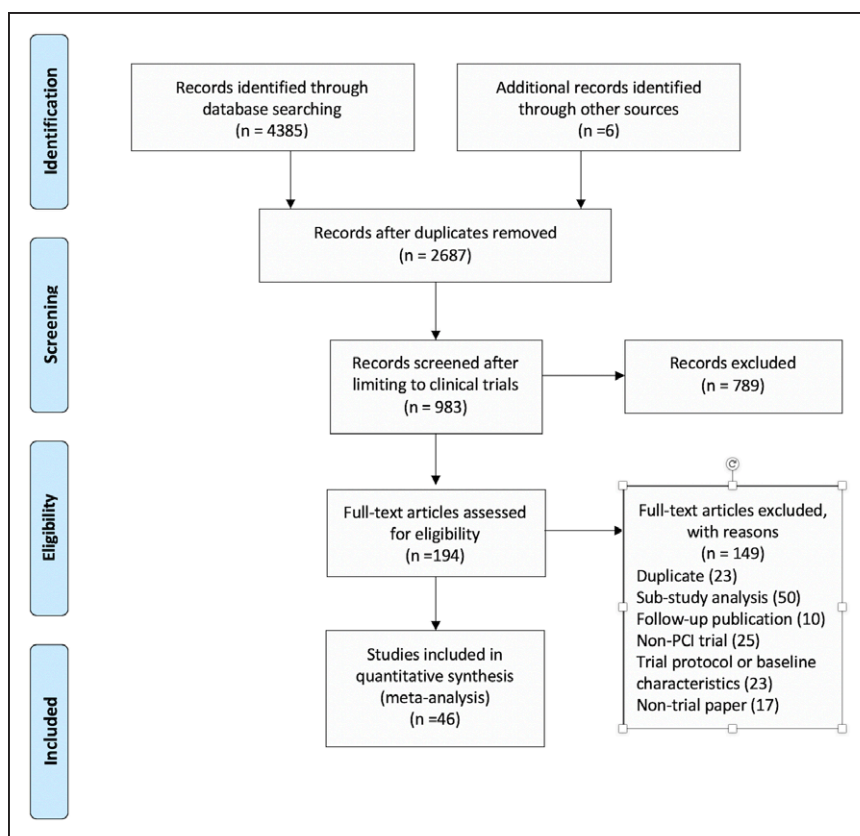 Identification
Records identified through
database searching
(n = 4385)
Additional records identified
through other sources
(n =6)
Records after duplicates removed
(n = 2687)
Screening
Records screened after
limiting to clinical trials
(n = 983)
Records excluded
(n = 789)
Eligibility
Full-text articles assessed
for eligibility
(n =194)
Full-text articles excluded,
with reasons
(n = 149)
Duplicate (23)
Sub-study analysis (50)
Follow-up publication (10)
Non-PCI trial (25)
Trial protocol or baseline
characteristics (23)
Non-trial paper (17)
Included
Studies included in
quantitative synthesis
(meta-analysis)
(n =46)